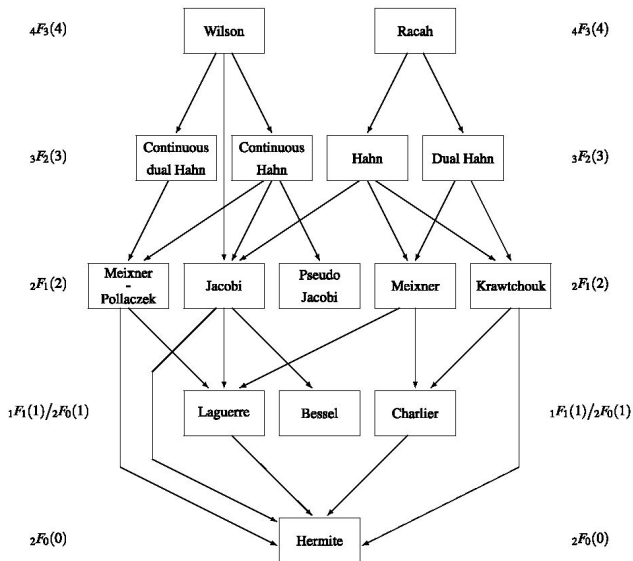 ₄F₃(4) Wilson Racah ₄F₃(4)
₃F₂(3) Continuous dual Hahn Continuous Hahn Hahn Dual Hahn ₃F₂(3)
₂F₁(2) Meixner - Pollaczek Jacobi Pseudo Jacobi Meixner Krawtchouk ₂F₁(2)
₁F₁(1)/₂F₀(1) Laguerre Bessel Charlier ₁F₁(1)/₂F₀(1)
₂F₀(0) Hermite ₂F₀(0)